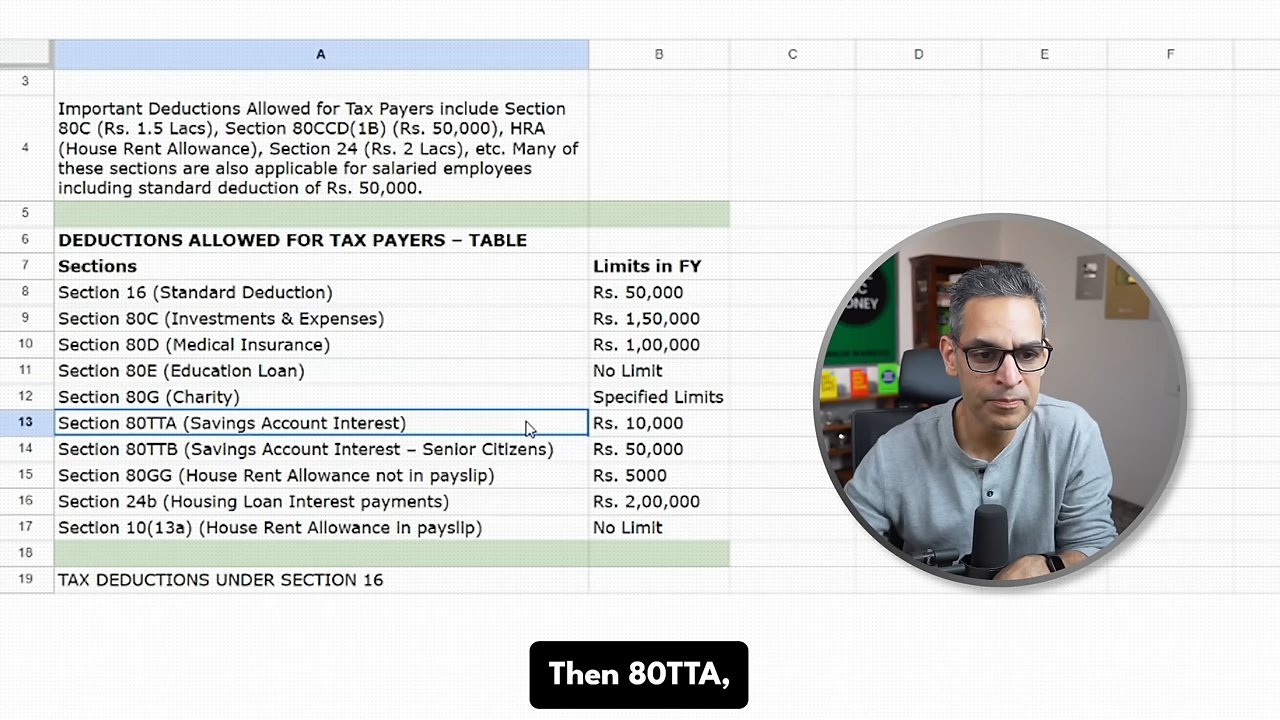 A B C D E F
3
4
Important Deductions Allowed for Tax Payers include Section
80C (Rs. 1.5 Lacs), Section 80CCD(1B) (Rs. 50,000), HRA
(House Rent Allowance), Section 24 (Rs. 2 Lacs), etc. Many of
these sections are also applicable for salaried employees
including standard deduction of Rs. 50,000.
5
6 DEDUCTIONS ALLOWED FOR TAX PAYERS – TABLE
7 Sections Limits in FY
8 Section 16 (Standard Deduction) Rs. 50,000
9 Section 80C (Investments & Expenses) Rs. 1,50,000
10 Section 80D (Medical Insurance) Rs. 1,00,000
11 Section 80E (Education Loan) No Limit
12 Section 80G (Charity) Specified Limits
13 Section 80TTA (Savings Account Interest) Rs. 10,000
14 Section 80TTB (Savings Account Interest – Senior Citizens) Rs. 50,000
15 Section 80GG (House Rent Allowance not in payslip) Rs. 5000
16 Section 24b (Housing Loan Interest payments) Rs. 2,00,000
17 Section 10(13a) (House Rent Allowance in payslip) No Limit
18
19 TAX DEDUCTIONS UNDER SECTION 16
Then 80TTA,